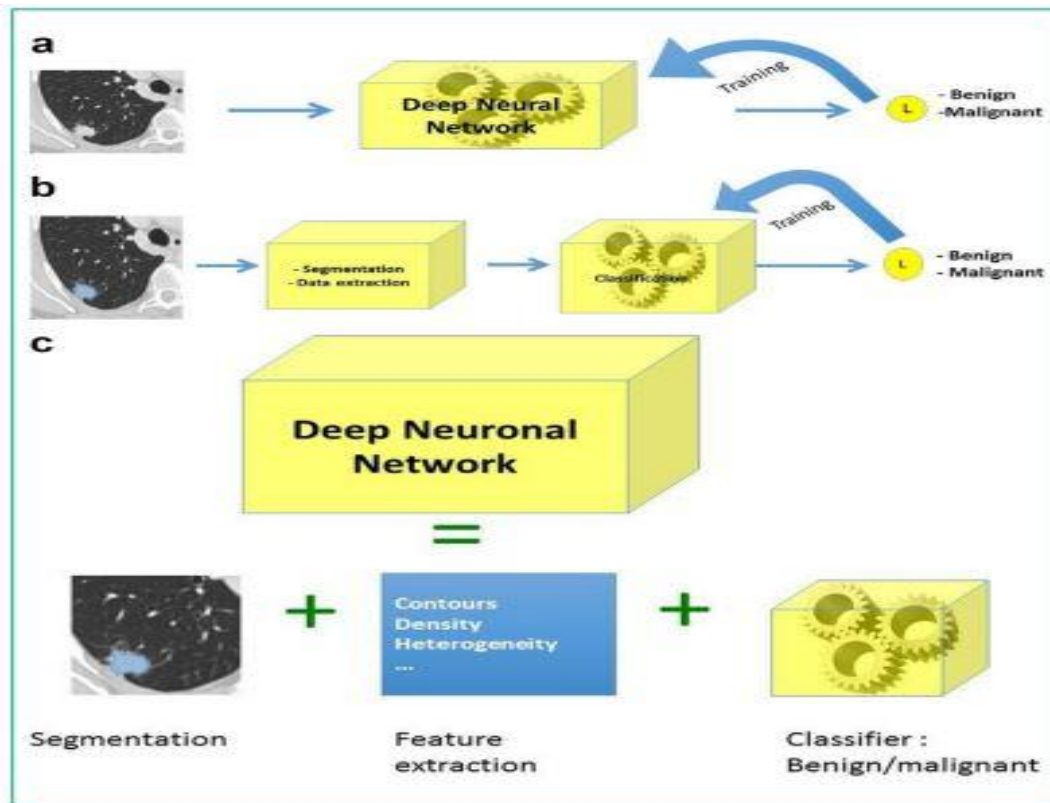 a
Deep Neural
Network
Training
L
- Benign
-Malignant
b
- Segmentation
- Data extraction
Classification
Training
L
- Benign
- Malignant
c
Deep Neuronal
Network
=
+
Contours
Density
Heterogeneity
...
+
Segmentation
Feature
extraction
Classifier :
Benign/malignant